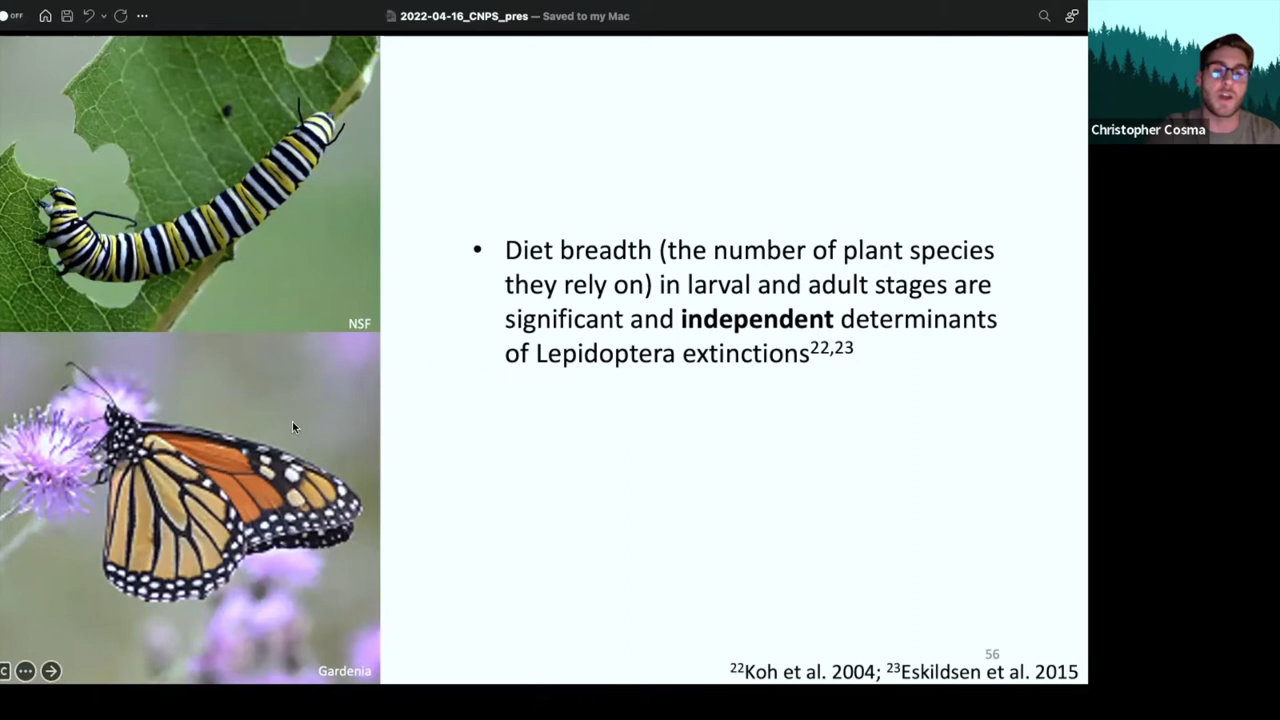 OFF
2022-04-16_CNPS_pres — Saved to my Mac
Christopher Cosma
NSF
• Diet breadth (the number of plant species
they rely on) in larval and adult stages are
significant and independent determinants
of Lepidoptera extinctions22,23
Gardenia
56
22Koh et al. 2004; 23Eskildsen et al. 2015